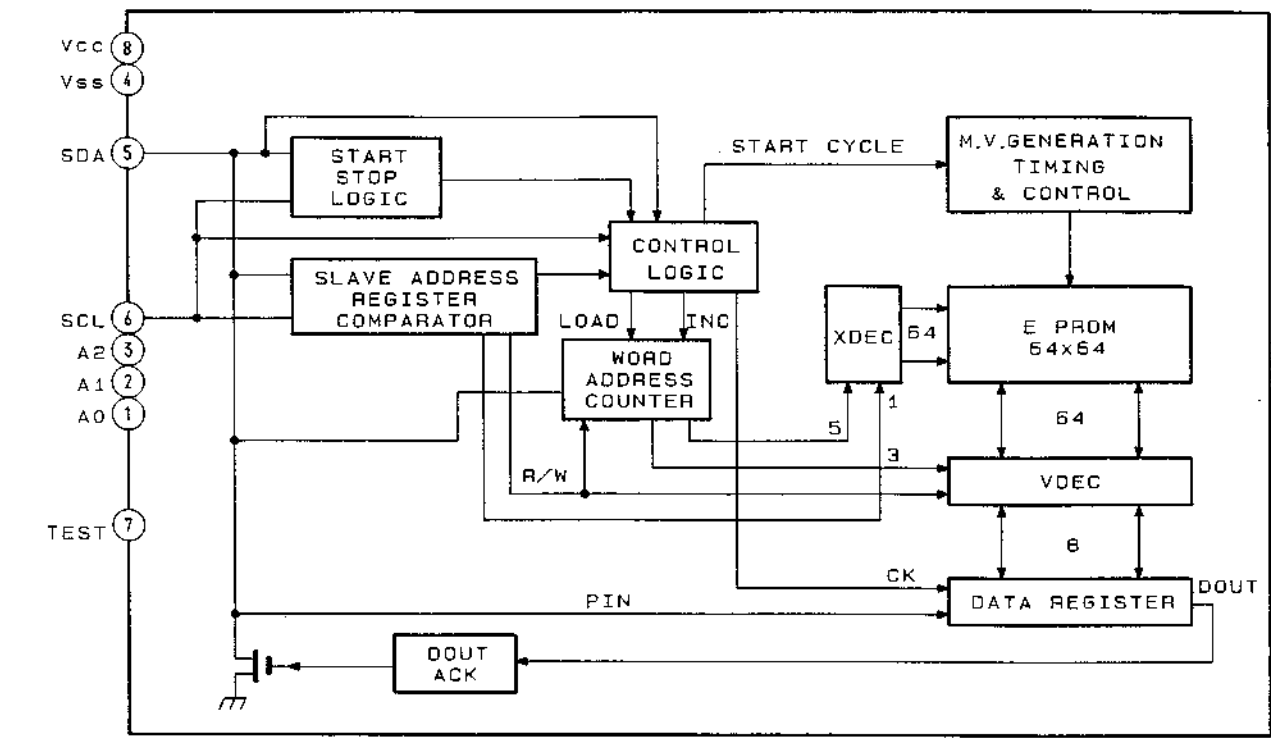 Vcc 8
Vss 4
SDA 5
SCL 6
A2 3
A1 2
A0 1
TEST 7
START
STOP
LOGIC
START CYCLE
M.V.GENERATION
TIMING
& CONTROL
CONTROL
LOGIC
SLAVE ADDRESS
REGISTER
COMPARATOR
LOAD
INC
WORD
ADDRESS
COUNTER
XDEC
64
E PROM
64x64
1
5
64
3
R/W
YDEC
8
CK
DOUT
PIN
DATA REGISTER
DOUT
ACK